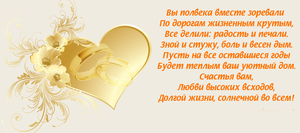 Вы полвека вместе зоревали
По дорогам жизненным крутым,
Все делили: радость и печали.
Зной и стужу, боль и весен дым.
Пусть на все оставшиеся годы
Будет теплым ваш уютный дом.
Счастья вам,
Любви высоких всходов,
Долгой жизни, солнечной во всем!